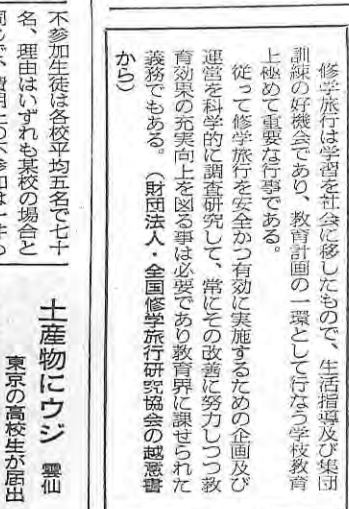 修学旅行は学習を社会に移したもので、生活指導及び集団
訓練の好機会であり、教育計画の一環として行なう学校教育
上極めて重要な行事である。
従って修学旅行を安全かつ有効に実施するための企画及び
運営を科学的に調査研究して、常にその改善に努力しつつ教
育効果の充実向上を図る事は必要であり教育界に課せられた
義務でもある。（財団法人・全国修学旅行研究協会の趣意書
から）
不参加生徒は各校平均五名で七十
名、理由はいずれも某校の場合と
土産物にウジ 雲仙
東京の高校生が届出